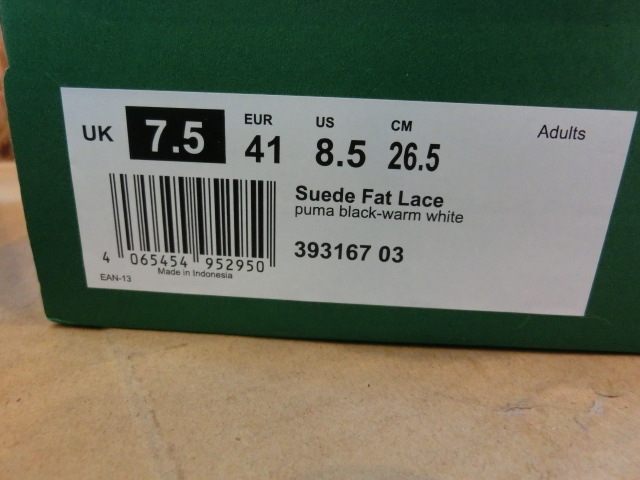 UK 7.5 EUR 41 US 8.5 CM 26.5 Adults
Suede Fat Lace
puma black-warm white
393167 03
4 065454 952950
Made in Indonesia
EAN-13